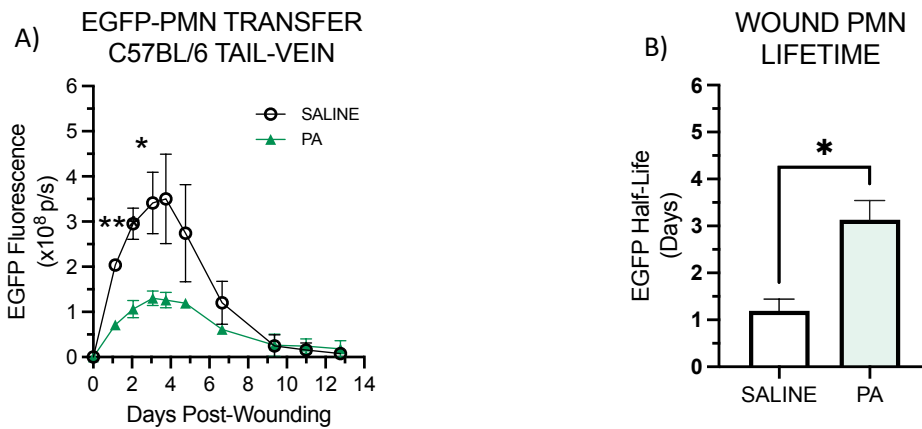 A)
EGFP-PMN TRANSFER
C57BL/6 TAIL-VEIN
EGFP Fluorescence
(x10⁸ p/s)
6
5
4
3
2
1
0
***
*
SALINE
PA
0 2 4 6 8 10 12 14
Days Post-Wounding
B)
WOUND PMN
LIFETIME
EGFP Half-Life
(Days)
6
5
4
3
2
1
0
*
SALINE PA